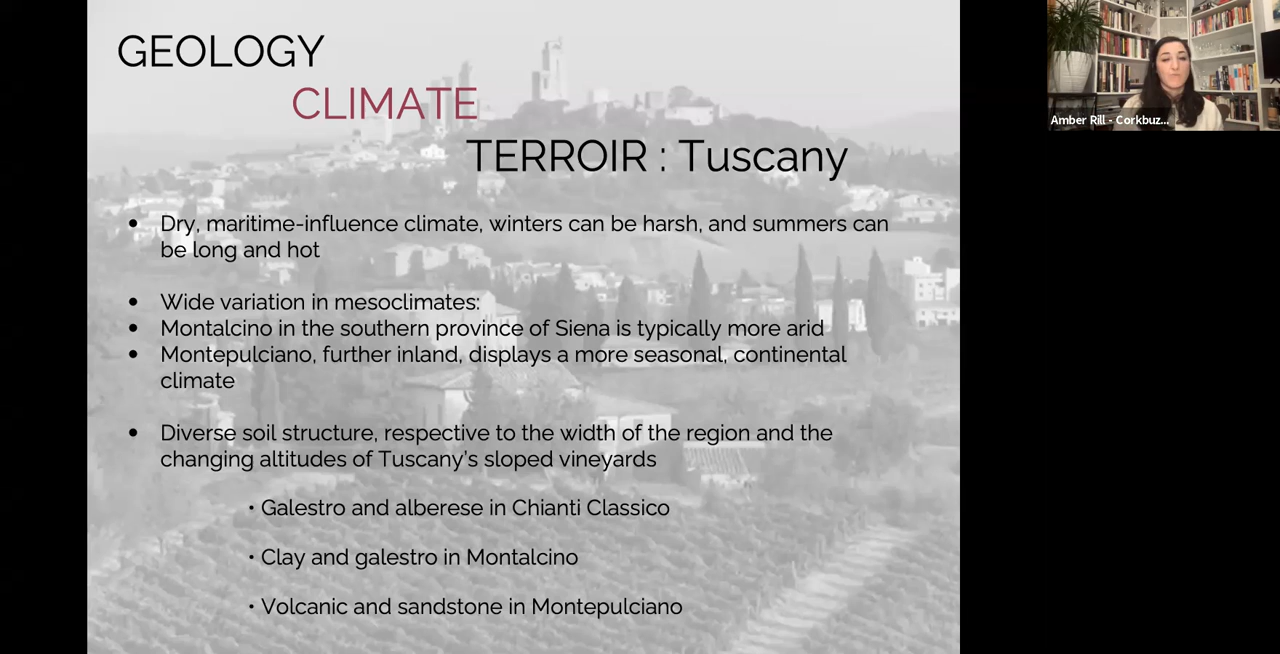 GEOLOGY
CLIMATE
TERROIR : Tuscany
• Dry, maritime-influence climate, winters can be harsh, and summers can
be long and hot
• Wide variation in mesoclimates:
• Montalcino in the southern province of Siena is typically more arid
• Montepulciano, further inland, displays a more seasonal, continental
climate
• Diverse soil structure, respective to the width of the region and the
changing altitudes of Tuscany's sloped vineyards
• Galestro and alberese in Chianti Classico
• Clay and galestro in Montalcino
• Volcanic and sandstone in Montepulciano
Amber Rill - Corkbuz...